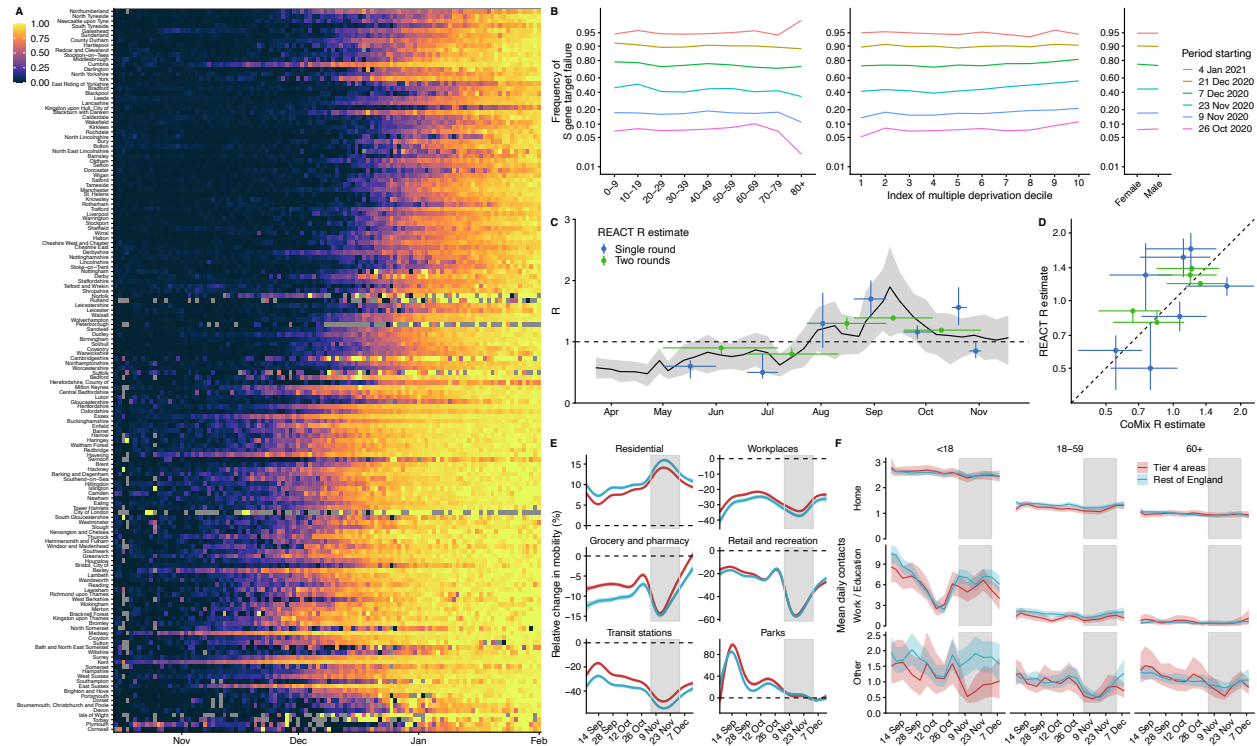 A
1.00
0.75
0.50
0.25
0.00
Northumberland
North Tyneside
Newcastle upon Tyne
South Tyneside
Gateshead
Sunderland
County Durham
Hartlepool
Redcar and Cleveland
Stockton-on-Tees
Middlesbrough
Cumbria
Darlington
North Yorkshire
York
East Riding of Yorkshire
Bradford
Blackpool
Leeds
Lancashire
Kingston upon Hull, City of
Blackburn with Darwen
Calderdale
Wakefield
Kirklees
Rochdale
North Lincolnshire
Bury
Bolton
North East Lincolnshire
Barnsley
Oldham
Sefton
Doncaster
Wigan
Salford
Tameside
Manchester
St. Helens
Knowsley
Rotherham
Trafford
Liverpool
Warrington
Stockport
Sheffield
Wirral
Halton
Cheshire West and Chester
Cheshire East
Derbyshire
Nottinghamshire
Lincolnshire
Stoke-on-Trent
Nottingham
Derby
Staffordshire
Telford and Wrekin
Shropshire
Norfolk
Rutland
Leicestershire
Leicester
Walsall
Wolverhampton
Peterborough
Sandwell
Dudley
Birmingham
Solihull
Coventry
Warwickshire
Cambridgeshire
Northamptonshire
Worcestershire
Suffolk
Bedford
Herefordshire, County of
Milton Keynes
Central Bedfordshire
Luton
Gloucestershire
Hertfordshire
Oxfordshire
Essex
Buckinghamshire
Enfield
Barnet
Harrow
Haringey
Waltham Forest
Redbridge
Havering
Swindon
Brent
Hackney
Barking and Dagenham
Southend-on-Sea
Hillingdon
Islington
Camden
Newham
Ealing
Tower Hamlets
City of London
South Gloucestershire
Westminster
Slough
Kensington and Chelsea
Thurrock
Hammersmith and Fulham
Windsor and Maidenhead
Southwark
Greenwich
Hounslow
Bristol, City of
Bexley
Lambeth
Wandsworth
Reading
Lewisham
Richmond upon Thames
West Berkshire
Wokingham
Merton
Bracknell Forest
Kingston upon Thames
Bromley
North Somerset
Medway
Croydon
Sutton
Bath and North East Somerset
Wiltshire
Surrey
Kent
Somerset
Hampshire
West Sussex
Southampton
East Sussex
Brighton and Hove
Portsmouth
Dorset
Bournemouth, Christchurch and Poole
Devon
Isle of Wight
Torbay
Plymouth
Cornwall
Nov
Dec
Jan
Feb
B
Frequency of
S gene target failure
0.95
0.90
0.80
0.60
0.40
0.20
0.10
0.05
0.01
0–9
10–19
20–29
30–39
40–49
50–59
60–69
70–79
80+
0.95
0.90
0.80
0.60
0.40
0.20
0.10
0.05
0.01
1
2
3
4
5
6
7
8
9
10
Index of multiple deprivation decile
0.95
0.90
0.80
0.60
0.40
0.20
0.10
0.05
0.01
Female
Male
Period starting
4 Jan 2021
21 Dec 2020
7 Dec 2020
23 Nov 2020
9 Nov 2020
26 Oct 2020
C
REACT R estimate
Single round
Two rounds
R
3
2
1
0
Apr
May
Jun
Jul
Aug
Sep
Oct
Nov
D
REACT R estimate
2.0
1.4
1.0
0.7
0.5
0.5
0.7
1.0
1.4
2.0
CoMix R estimate
E
Relative change in mobility (%)
Residential
15
10
5
0
Workplaces
0
−10
−20
−30
−40
Grocery and pharmacy
0
−5
−10
−15
Retail and recreation
0
−20
−40
−60
Transit stations
0
−20
−40
Parks
80
40
0
14 Sep
28 Sep
12 Oct
26 Oct
9 Nov
23 Nov
7 Dec
14 Sep
28 Sep
12 Oct
26 Oct
9 Nov
23 Nov
7 Dec
F
<18
18–59
60+
Tier 4 areas
Rest of England
Mean daily contacts
Home
3
2
1
0
Work / Education
9
6
3
0
Other
2.5
2.0
1.5
1.0
0.5
0.0
14 Sep
28 Sep
12 Oct
26 Oct
9 Nov
23 Nov
7 Dec
14 Sep
28 Sep
12 Oct
26 Oct
9 Nov
23 Nov
7 Dec
14 Sep
28 Sep
12 Oct
26 Oct
9 Nov
23 Nov
7 Dec